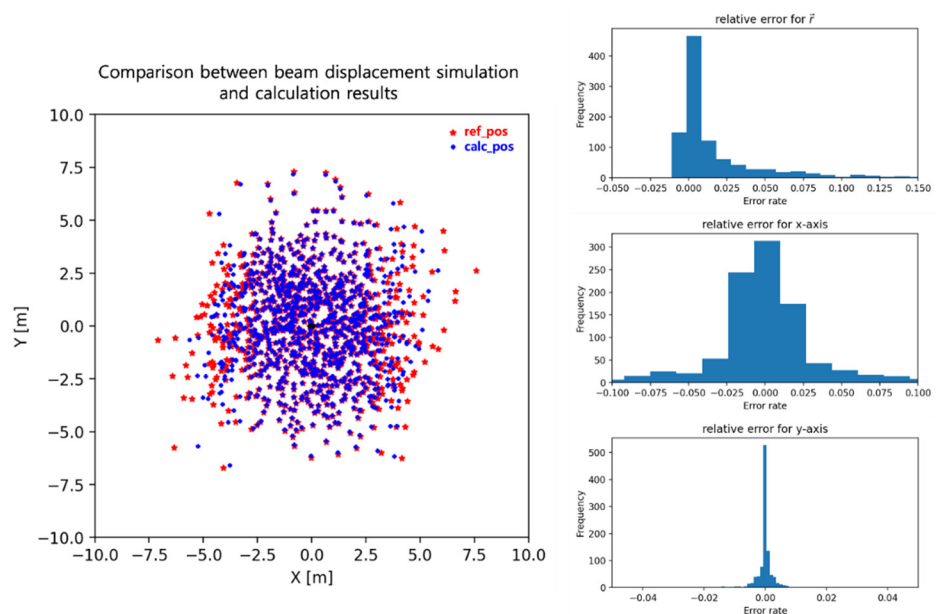 Comparison between beam displacement simulation
and calculation results
10.0
7.5
5.0
2.5
0.0
−2.5
−5.0
−7.5
−10.0
Y [m]
ref_pos
calc_pos
−10.0 −7.5 −5.0 −2.5 0.0 2.5 5.0 7.5 10.0
X [m]
relative error for r⃗
400
300
200
100
0
Frequency
−0.050 −0.025 0.000 0.025 0.050 0.075 0.100 0.125 0.150
Error rate
relative error for x-axis
300
250
200
150
100
50
0
Frequency
−0.100 −0.075 −0.050 −0.025 0.000 0.025 0.050 0.075 0.100
Error rate
relative error for y-axis
500
400
300
200
100
0
Frequency
−0.04 −0.02 0.00 0.02 0.04
Error rate